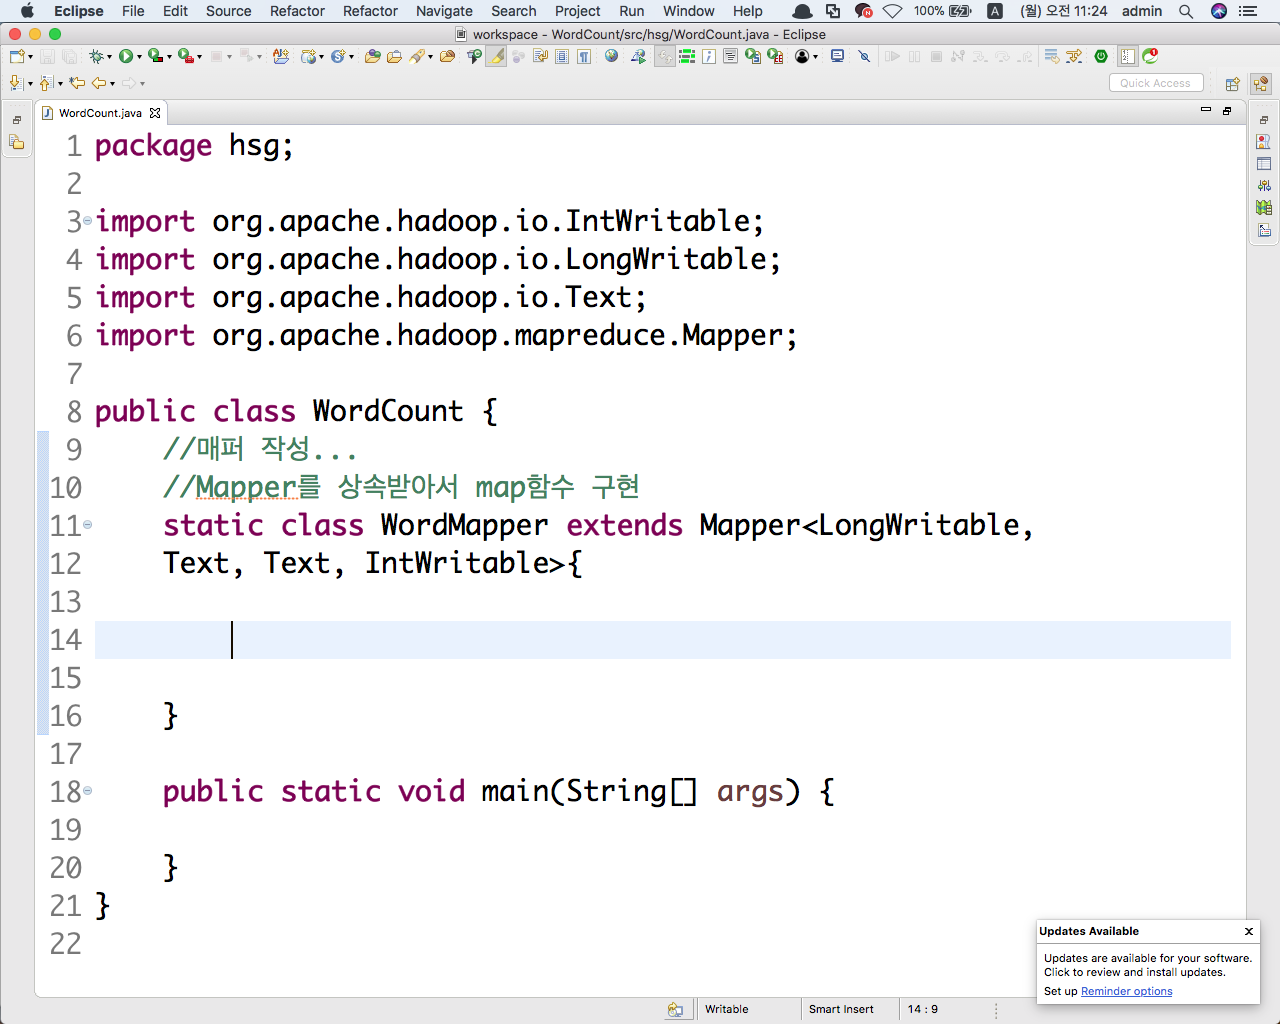 Eclipse File Edit Source Refactor Refactor Navigate Search Project Run Window Help 100% A (월) 오전 11:24 admin
workspace - WordCount/src/hsg/WordCount.java - Eclipse
Quick Access
WordCount.java
1 package hsg;
2
3 import org.apache.hadoop.io.IntWritable;
4 import org.apache.hadoop.io.LongWritable;
5 import org.apache.hadoop.io.Text;
6 import org.apache.hadoop.mapreduce.Mapper;
7
8 public class WordCount {
9 //매퍼 작성...
10 //Mapper를 상속받아서 map함수 구현
11 static class WordMapper extends Mapper<LongWritable,
12 Text, Text, IntWritable>{
13
14
15
16 }
17
18 public static void main(String[] args) {
19
20 }
21 }
22
Updates Available x
Updates are available for your software.
Click to review and install updates.
Set up Reminder options
Writable Smart Insert 14 : 9